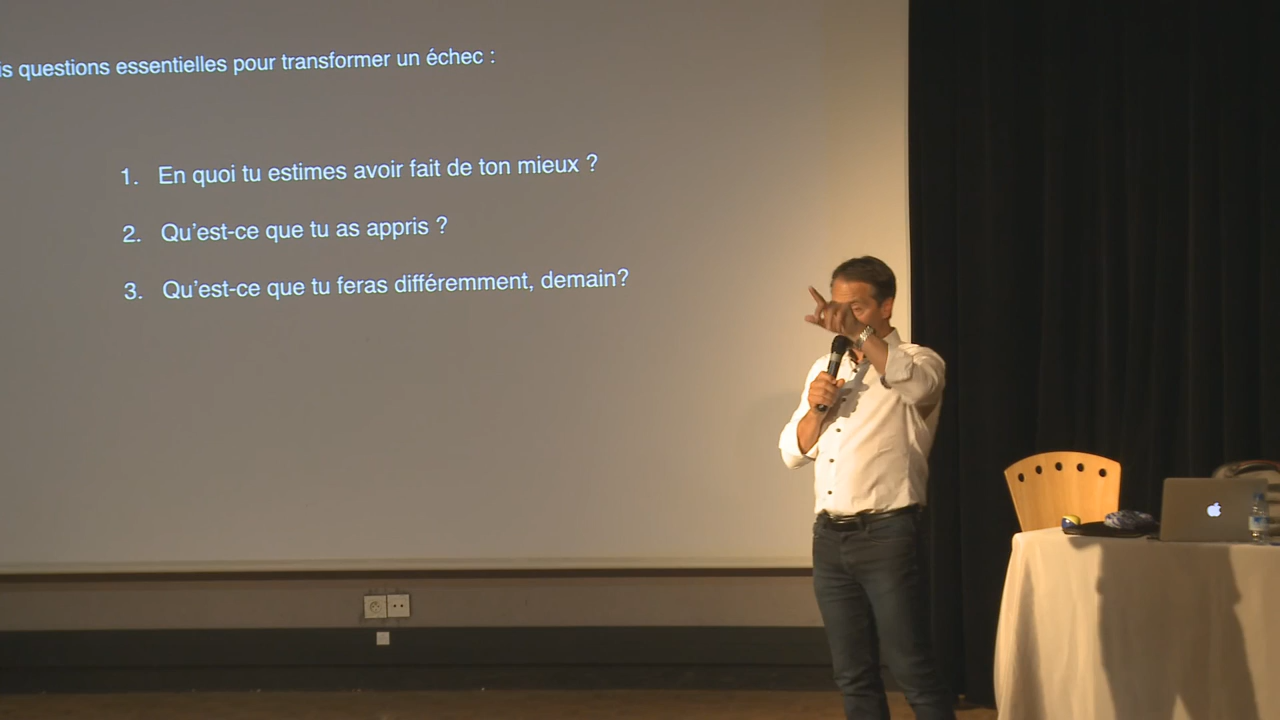 questions essentielles pour transformer un échec :
1. En quoi tu estimes avoir fait de ton mieux ?
2. Qu'est-ce que tu as appris ?
3. Qu'est-ce que tu feras différemment, demain?